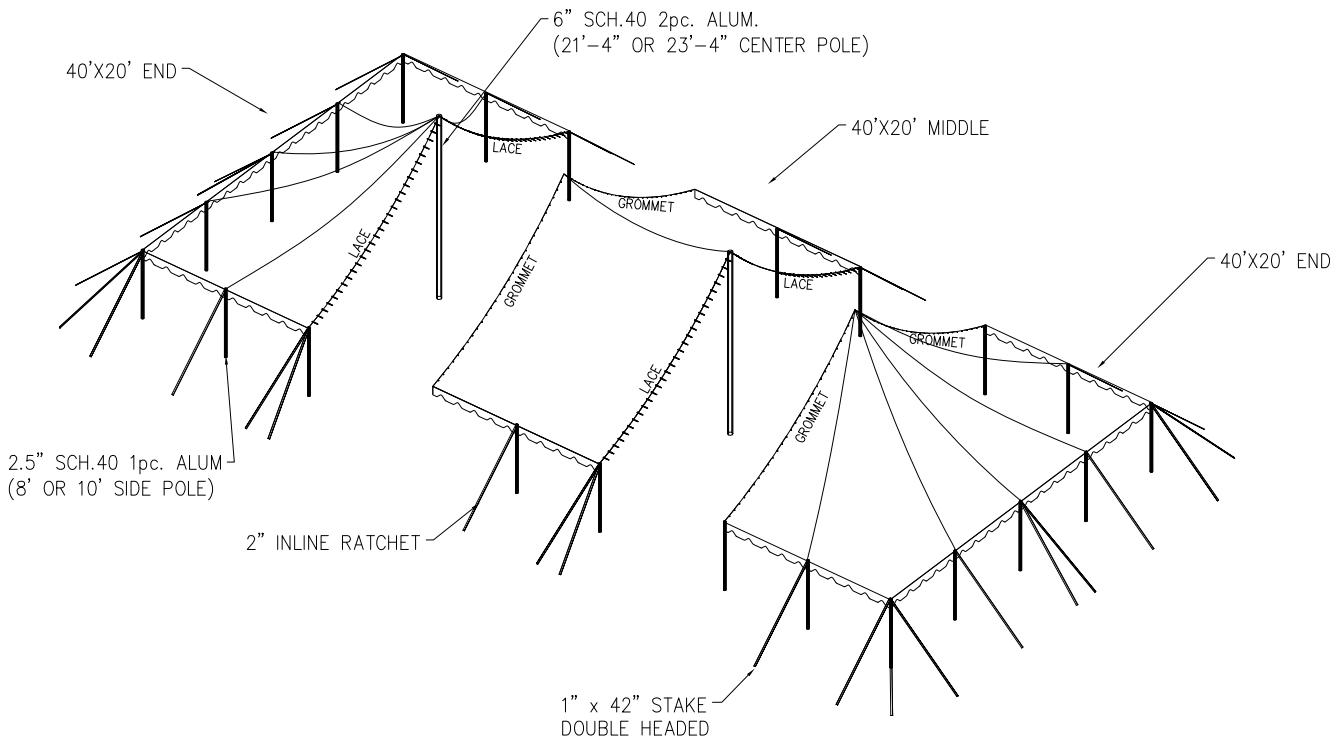 6” SCH.40 2pc. ALUM.
(21’-4” OR 23’-4” CENTER POLE)
40’X20’ END
40’X20’ MIDDLE
LACE
GROMMET
LACE
GROMMET
LACE
40’X20’ END
GROMMET
LACE
GROMMET
2.5” SCH.40 1pc. ALUM
(8’ OR 10’ SIDE POLE)
2” INLINE RATCHET
1” x 42” STAKE
DOUBLE HEADED